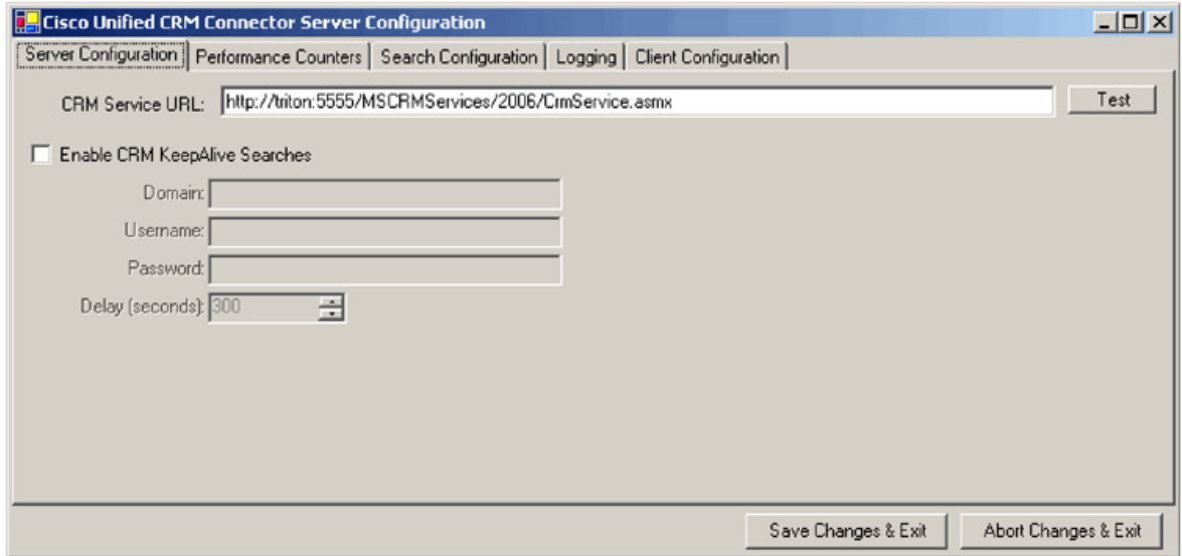 Cisco Unified CRM Connector Server Configuration
Server Configuration Performance Counters Search Configuration Logging Client Configuration
CRM Service URL: http://triton:5555/MSCRMServices/2006/CrmService.asmx Test
Enable CRM KeepAlive Searches
Domain:
Username:
Password:
Delay (seconds): 300
Save Changes & Exit Abort Changes & Exit